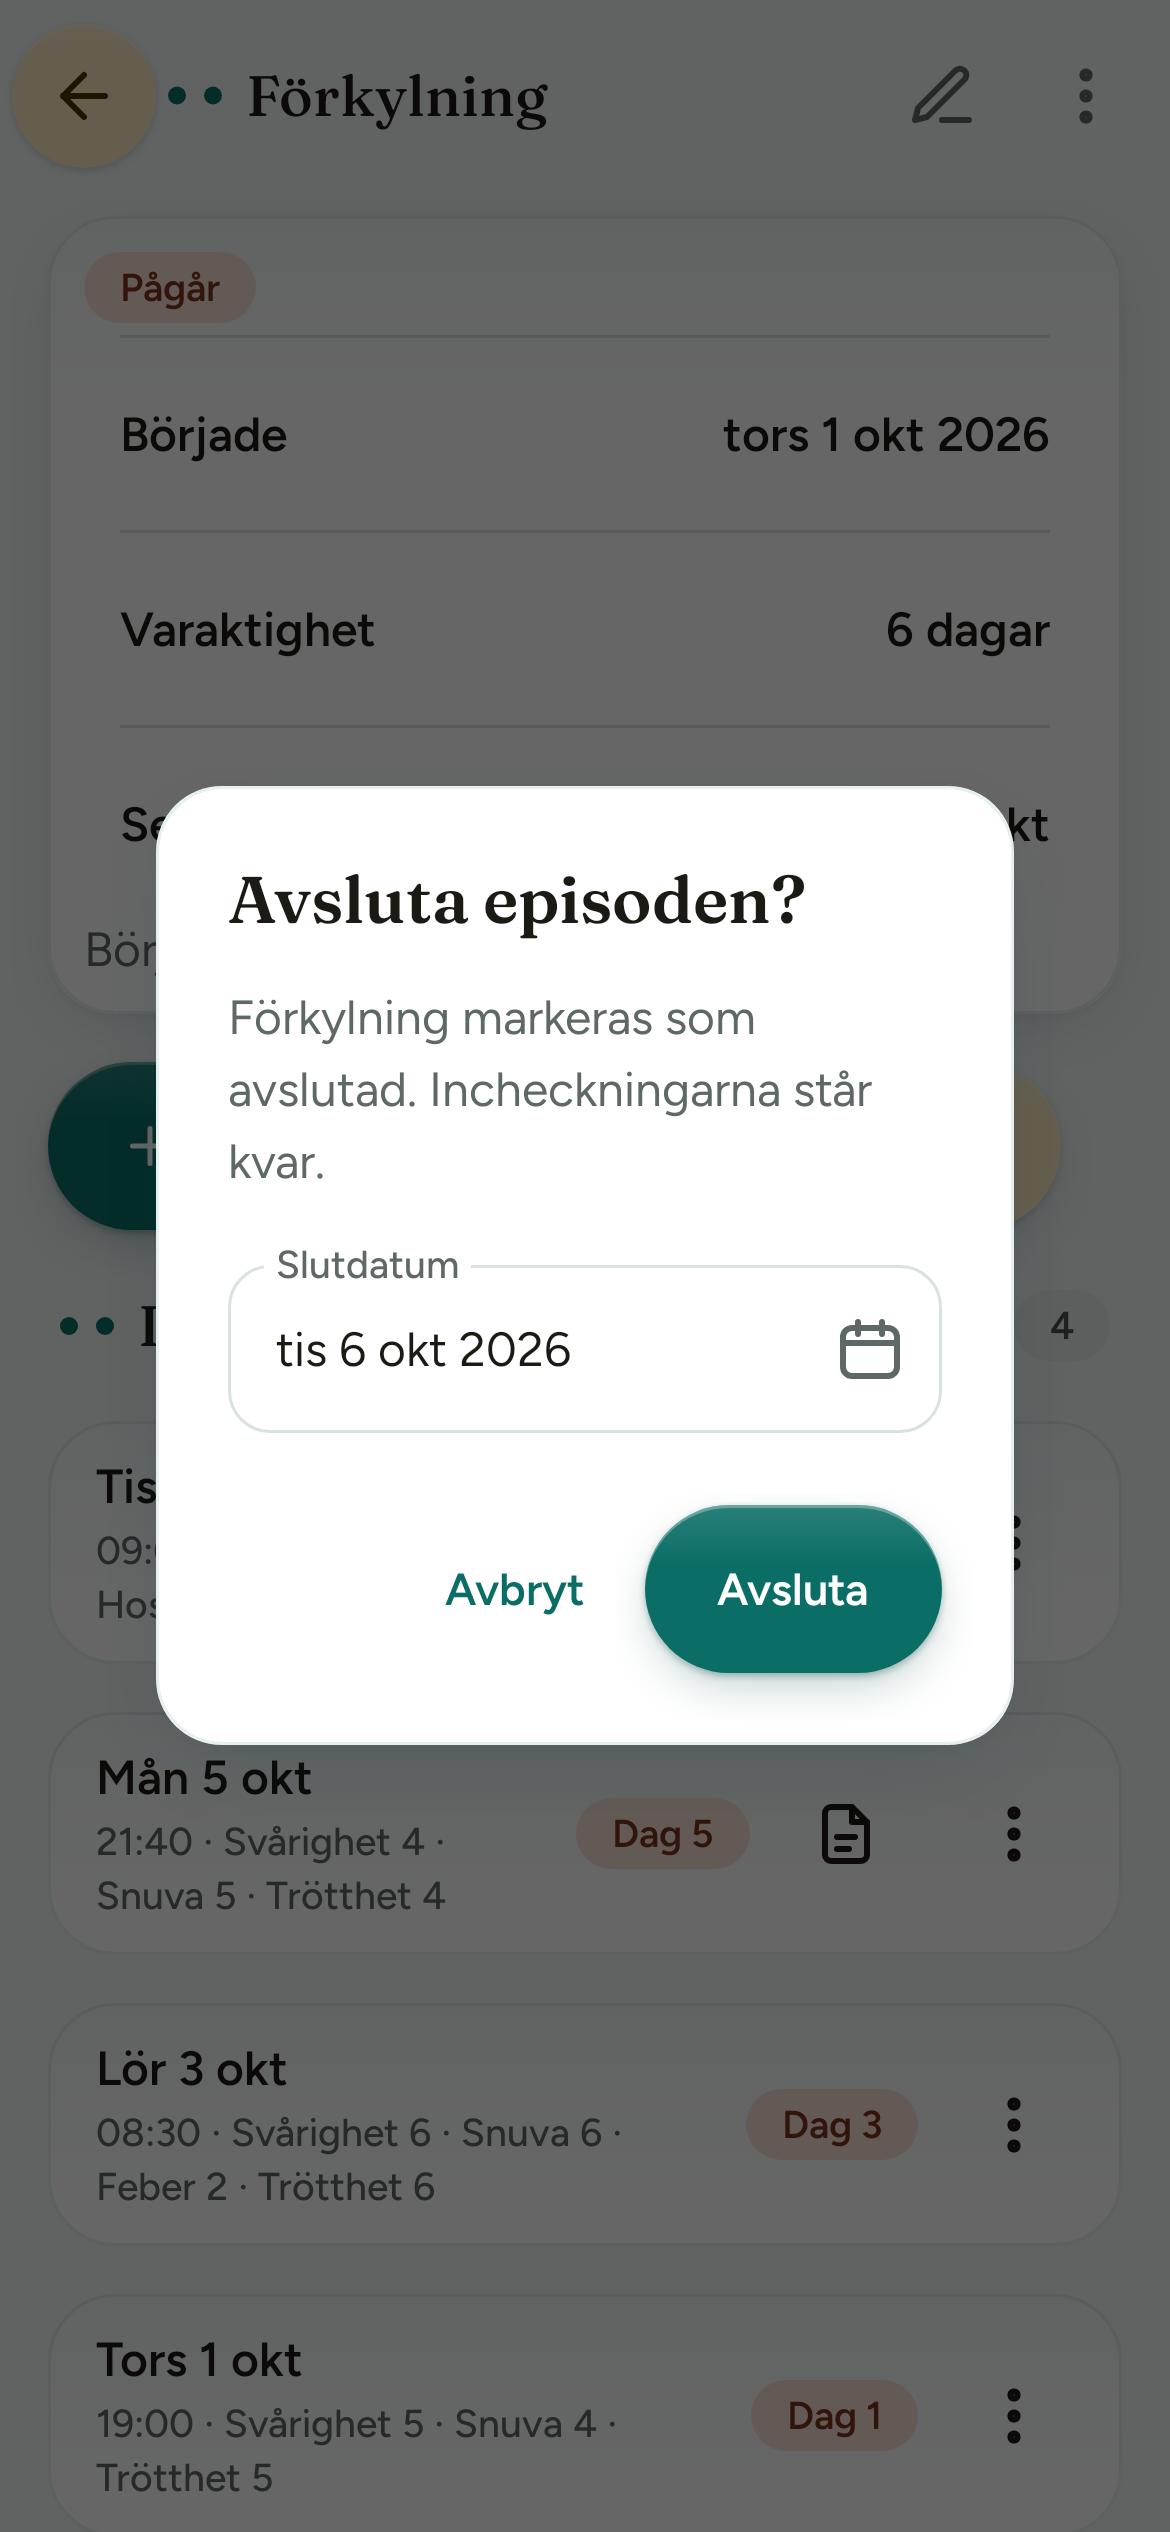 Förkylning
Pågår
Började
tors 1 okt 2026
Varaktighet
6 dagar
Avsluta episoden?
Förkylning markeras som
avslutad. Incheckningarna står
kvar.
Slutdatum
tis 6 okt 2026
Avbryt
Avsluta
4
Tis
Mån 5 okt
21:40 · Svårighet 4 ·
Snuva 5 · Trötthet 4
Dag 5
Lör 3 okt
08:30 · Svårighet 6 · Snuva 6 ·
Feber 2 · Trötthet 6
Dag 3
Tors 1 okt
19:00 · Svårighet 5 · Snuva 4 ·
Trötthet 5
Dag 1